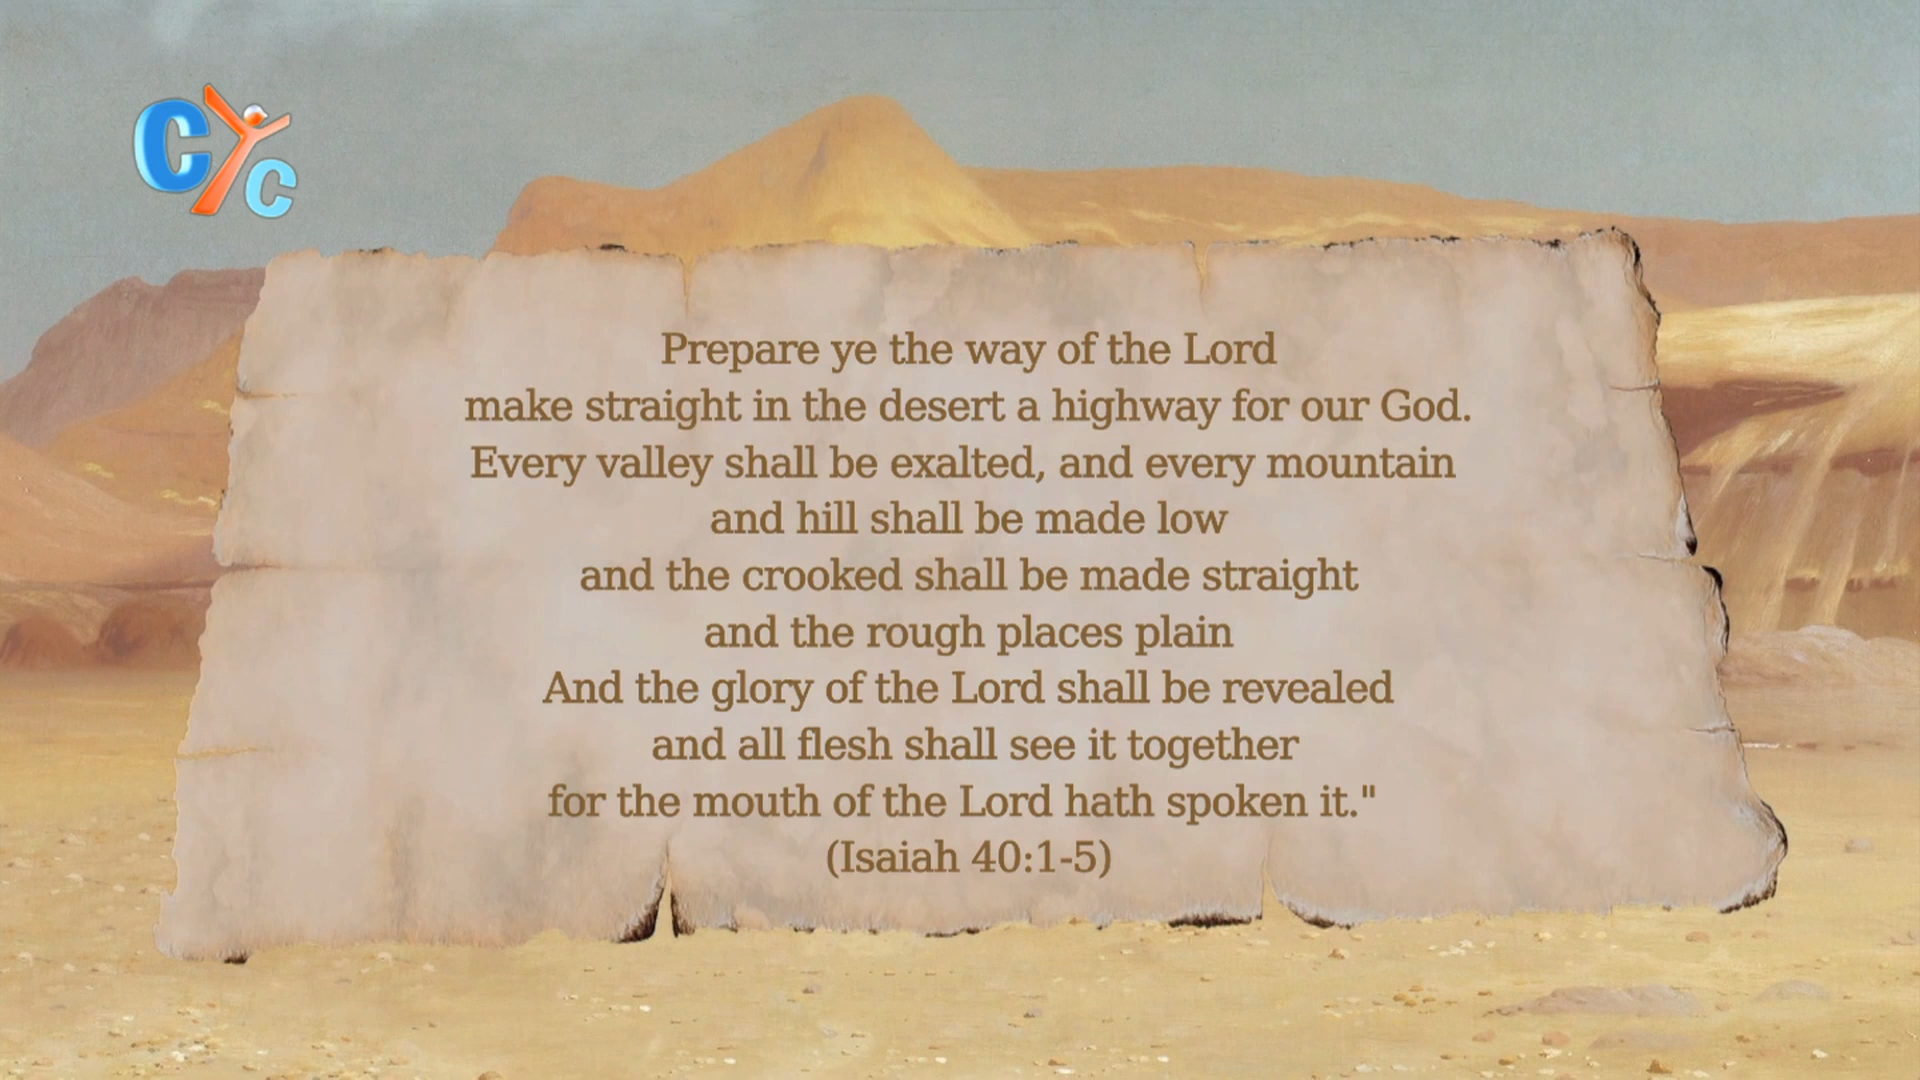 CYC
Prepare ye the way of the Lord
make straight in the desert a highway for our God.
Every valley shall be exalted, and every mountain
and hill shall be made low
and the crooked shall be made straight
and the rough places plain
And the glory of the Lord shall be revealed
and all flesh shall see it together
for the mouth of the Lord hath spoken it."
(Isaiah 40:1-5)